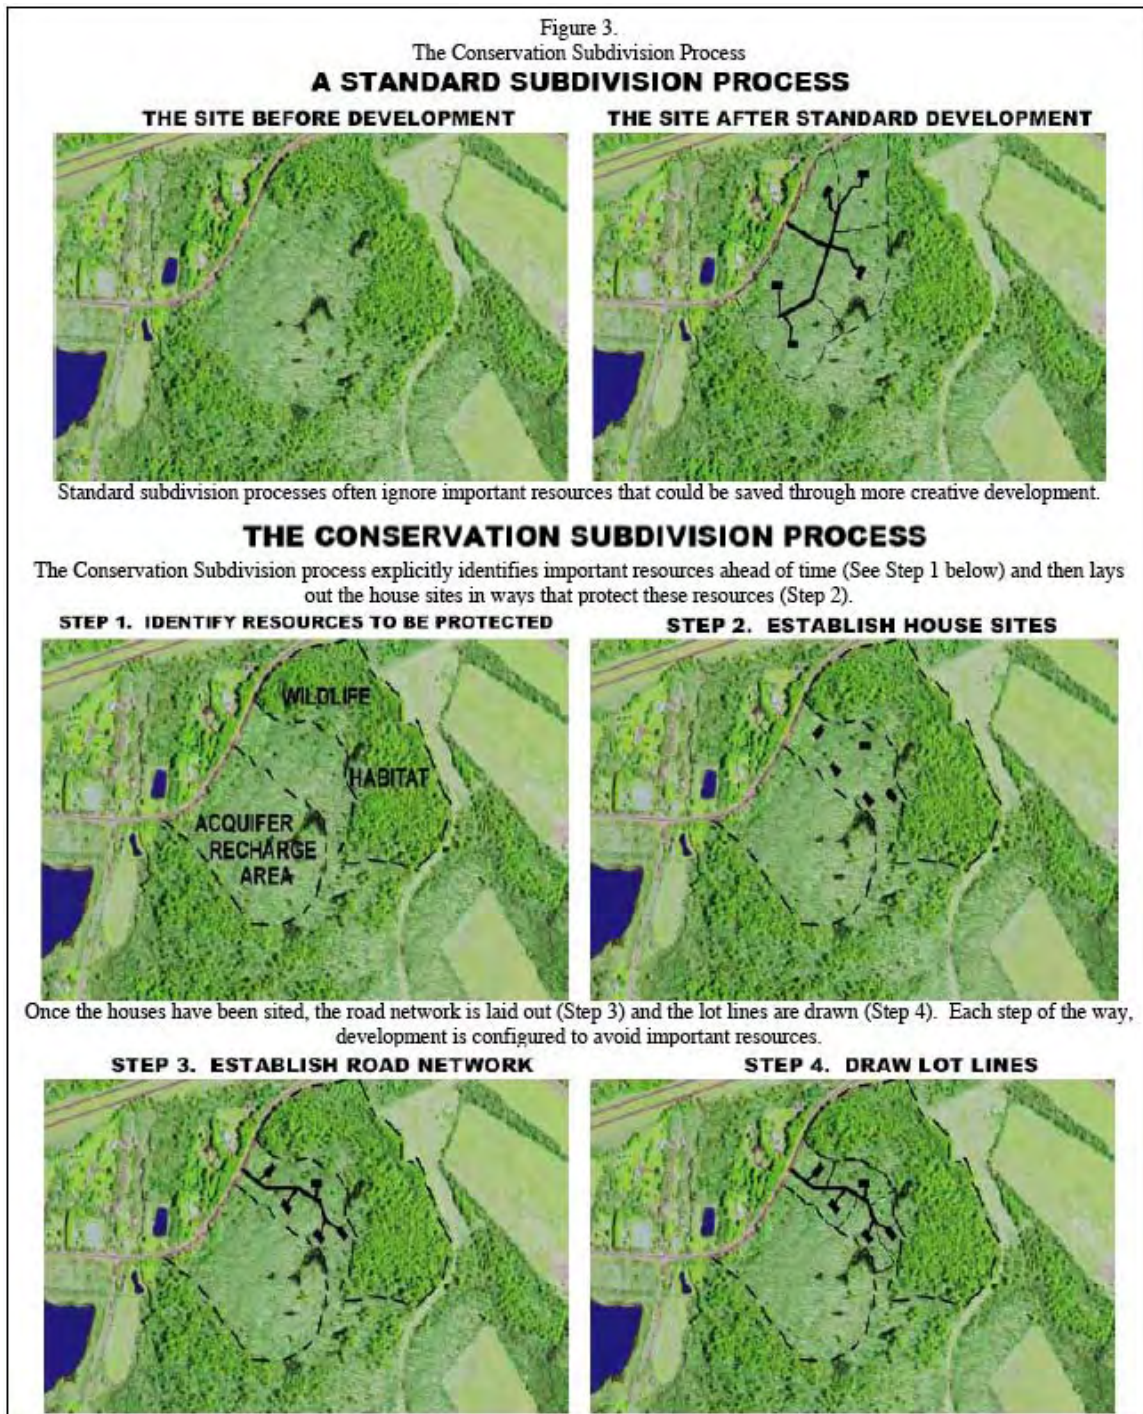 Figure 3.
The Conservation Subdivision Process
A STANDARD SUBDIVISION PROCESS
THE SITE BEFORE DEVELOPMENT
THE SITE AFTER STANDARD DEVELOPMENT
Standard subdivision processes often ignore important resources that could be saved through more creative development.
THE CONSERVATION SUBDIVISION PROCESS
The Conservation Subdivision process explicitly identifies important resources ahead of time (See Step 1 below) and then lays
out the house sites in ways that protect these resources (Step 2).
STEP 1. IDENTIFY RESOURCES TO BE PROTECTED
STEP 2. ESTABLISH HOUSE SITES
WILDLIFE
HABITAT
ACQUIFER
RECHARGE
AREA
Once the houses have been sited, the road network is laid out (Step 3) and the lot lines are drawn (Step 4). Each step of the way,
development is configured to avoid important resources.
STEP 3. ESTABLISH ROAD NETWORK
STEP 4. DRAW LOT LINES